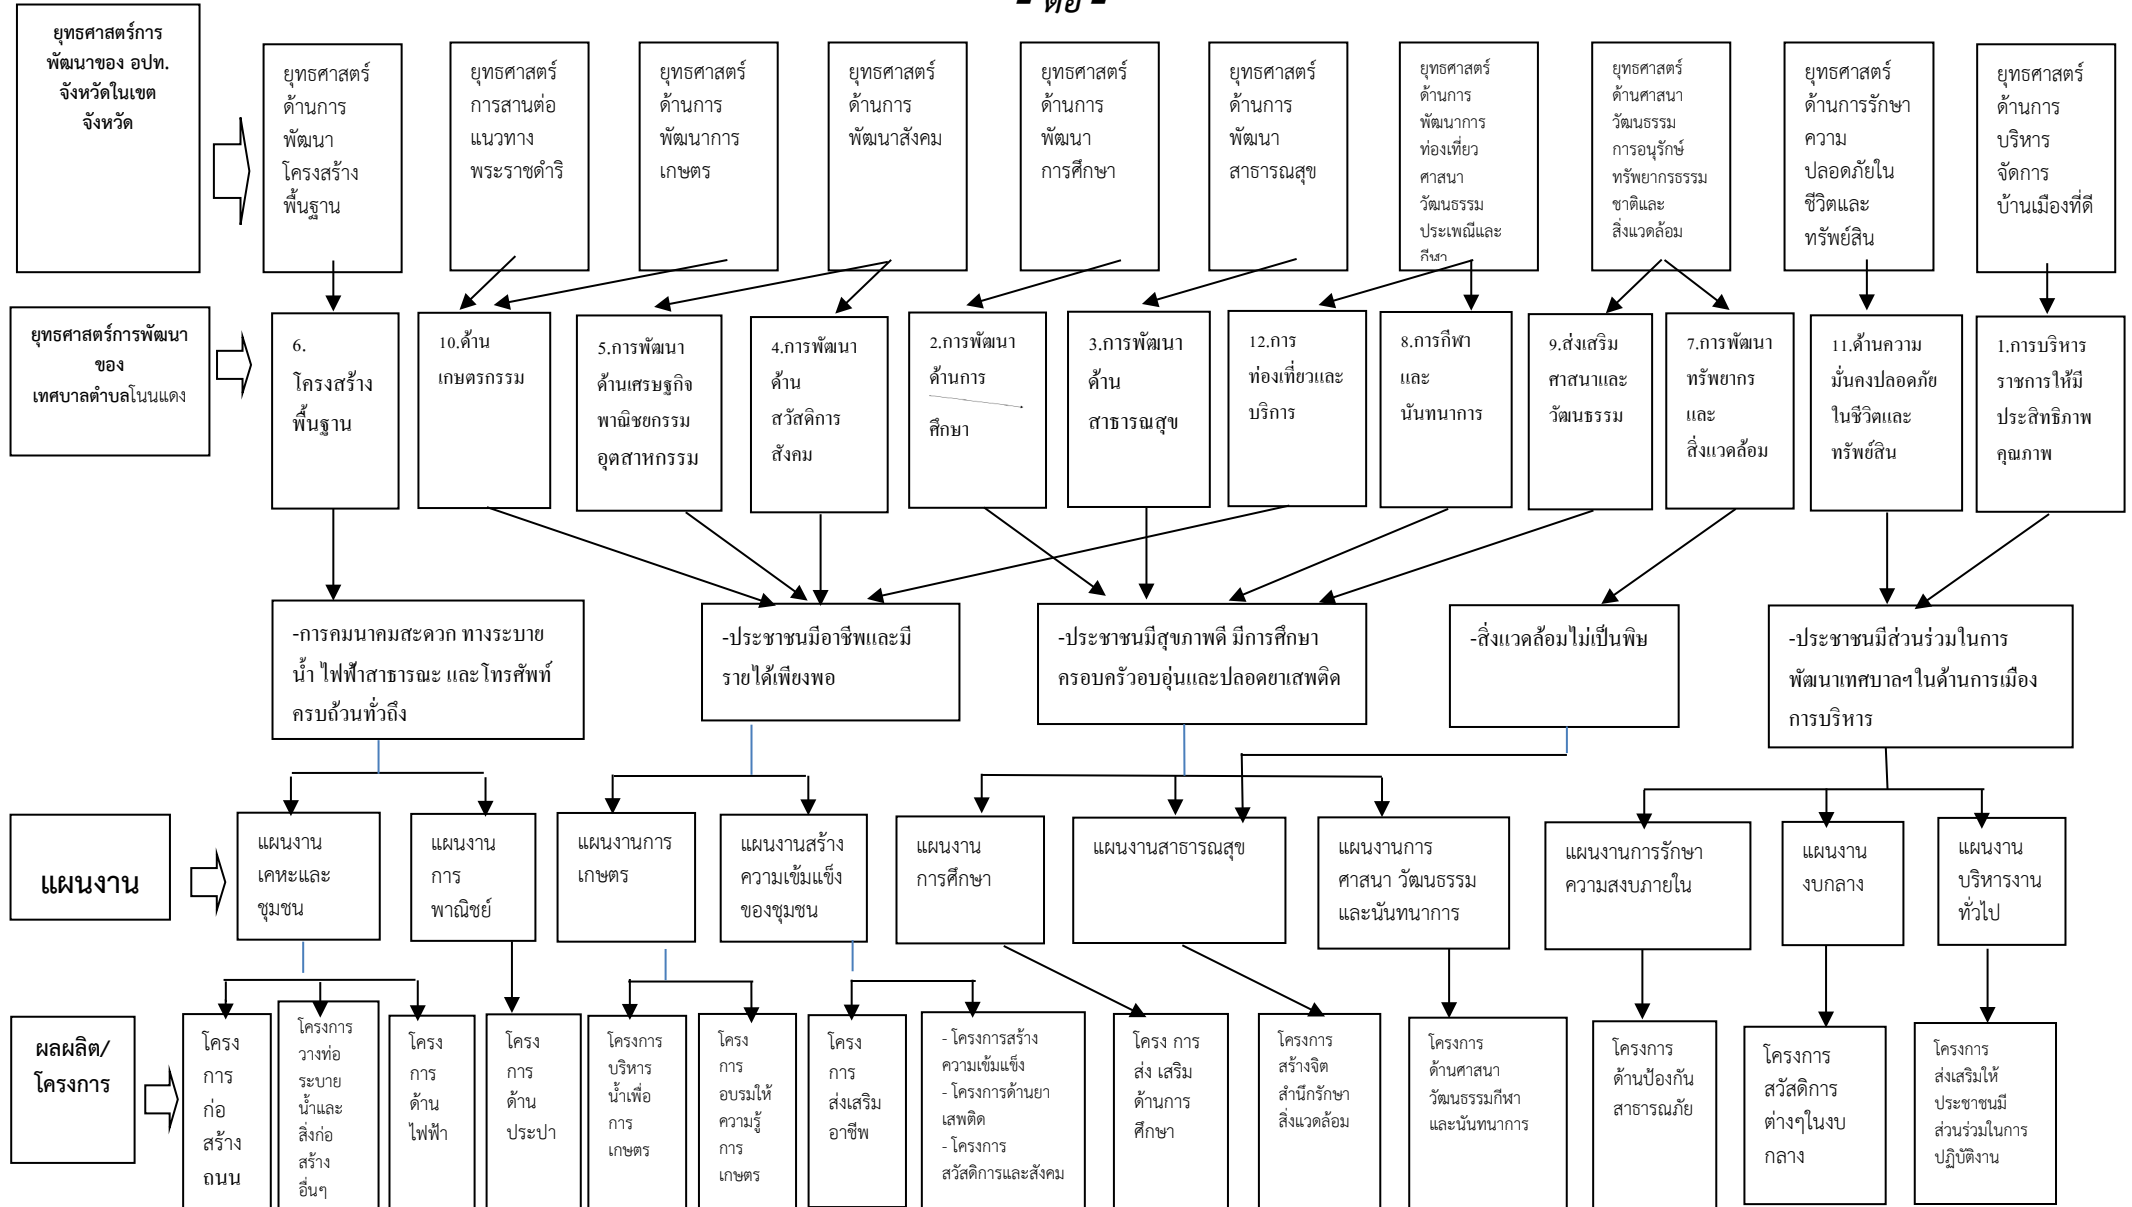 - ต่อ -
ยุทธศาสตร์การ
พัฒนาของ อปท.
จังหวัดในเขต
จังหวัด
ยุทธศาสตร์
ด้านการ
พัฒนา
โครงสร้าง
พื้นฐาน
ยุทธศาสตร์
การสานต่อ
แนวทาง
พระราชดำริ
ยุทธศาสตร์
ด้านการ
พัฒนาการ
เกษตร
ยุทธศาสตร์
ด้านการ
พัฒนาสังคม
ยุทธศาสตร์
ด้านการ
พัฒนา
การศึกษา
ยุทธศาสตร์
ด้านการ
พัฒนา
สาธารณสุข
ยุทธศาสตร์
ด้านการ
พัฒนาการ
ท่องเที่ยว
ศาสนา
วัฒนธรรม
ประเพณีและ
กีฬา
ยุทธศาสตร์
ด้านศาสนา
วัฒนธรรม
การอนุรักษ์
ทรัพยากรธรรม
ชาติและ
สิ่งแวดล้อม
ยุทธศาสตร์
ด้านการรักษา
ความ
ปลอดภัยใน
ชีวิตและ
ทรัพย์สิน
ยุทธศาสตร์
ด้านการ
บริหาร
จัดการ
บ้านเมืองที่ดี
ยุทธศาสตร์การพัฒนา
ของ
เทศบาลตำบลโนนแดง
6.
โครงสร้าง
พื้นฐาน
10.ด้าน
เกษตรกรรม
5.การพัฒนา
ด้านเศรษฐกิจ
พาณิชยกรรม
อุตสาหกรรม
4.การพัฒนา
ด้าน
สวัสดิการ
สังคม
2.การพัฒนา
ด้านการ
ศึกษา
3.การพัฒนา
ด้าน
สาธารณสุข
12.การ
ท่องเที่ยวและ
บริการ
8.การกีฬา
และ
นันทนาการ
9.ส่งเสริม
ศาสนาและ
วัฒนธรรม
7.การพัฒนา
ทรัพยากร
และ
สิ่งแวดล้อม
11.ด้านความ
มั่นคงปลอดภัย
ในชีวิตและ
ทรัพย์สิน
1.การบริหาร
ราชการให้มี
ประสิทธิภาพ
คุณภาพ
-การคมนาคมสะดวก ทางระบาย
น้ำ ไฟฟ้าสาธารณะ และโทรศัพท์
ครบถ้วนทั่วถึง
-ประชาชนมีอาชีพและมี
รายได้เพียงพอ
-ประชาชนมีสุขภาพดี มีการศึกษา
ครอบครัวอบอุ่นและปลอดยาเสพติด
-สิ่งแวดล้อมไม่เป็นพิษ
-ประชาชนมีส่วนร่วมในการ
พัฒนาเทศบาลฯในด้านการเมือง
การบริหาร
แผนงาน
แผนงาน
เคหะและ
ชุมชน
แผนงาน
การ
พาณิชย์
แผนงานการ
เกษตร
แผนงานสร้าง
ความเข้มแข็ง
ของชุมชน
แผนงาน
การศึกษา
แผนงานสาธารณสุข
แผนงานการ
ศาสนา วัฒนธรรม
และนันทนาการ
แผนงานการรักษา
ความสงบภายใน
แผนงาน
งบกลาง
แผนงาน
บริหารงาน
ทั่วไป
ผลผลิต/
โครงการ
โครง
การ
ก่อ
สร้าง
ถนน
โครงการ
วางท่อ
ระบาย
น้ำและ
สิ่งก่อ
สร้าง
อื่นๆ
โครง
การ
ด้าน
ไฟฟ้า
โครง
การ
ด้าน
ประปา
โครงการ
บริหาร
น้ำเพื่อ
การ
เกษตร
โครง
การ
อบรมให้
ความรู้
การ
เกษตร
โครง
การ
ส่งเสริม
อาชีพ
- โครงการสร้าง
ความเข้มแข็ง
- โครงการด้านยา
เสพติด
- โครงการ
สวัสดิการและสังคม
โครง การ
ส่ง เสริม
ด้านการ
ศึกษา
โครงการ
สร้างจิต
สำนึกรักษา
สิ่งแวดล้อม
โครงการ
ด้านศาสนา
วัฒนธรรมกีฬา
และนันทนาการ
โครงการ
ด้านป้องกัน
สาธารณภัย
โครงการ
สวัสดิการ
ต่างๆในงบ
กลาง
โครงการ
ส่งเสริมให้
ประชาชนมี
ส่วนร่วมในการ
ปฏิบัติงาน